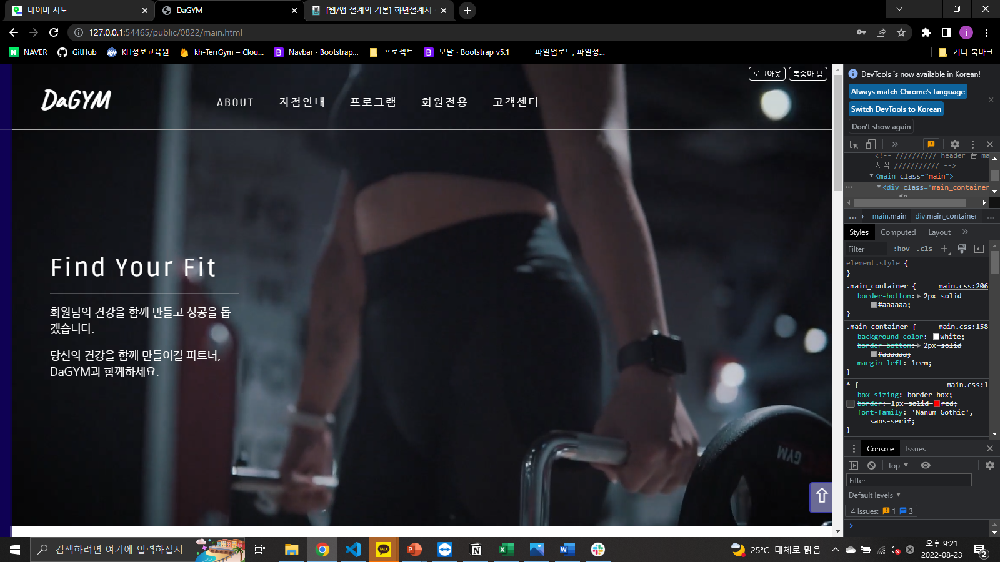 네이버 지도
DaGYM
[웹/앱 설계의 기본] 화면설계서
127.0.0.1:54465/public/0822/main.html
j
NAVER
GitHub
KH정보교육원
kh-TerrGym – Clou...
Navbar · Bootstrap...
프로젝트
모달 · Bootstrap v5.1
파일업로드, 파일정...
기타 북마크
로그아웃
복숭아 님
DaGYM
ABOUT
지점안내
프로그램
회원전용
고객센터
Find Your Fit
회원님의 건강을 함께 만들고 성공을 돕
겠습니다.
당신의 건강을 함께 만들어갈 파트너,
DaGYM과 함께하세요.
GYM
DevTools is now available in Korean!
Always match Chrome's language
Switch DevTools to Korean
Don't show again
<!-- ////////// header 끝 ma
시작 /////////// -->
<main class="main">
<div class="main_container
== $0
... main.main div.main_container ...
Styles Computed Layout
Filter :hov .cls
element.style {
}
.main_container { main.css:206
border-bottom: 2px solid
#aaaaaa;
}
.main_container { main.css:158
background-color: white;
border-bottom: 2px solid
#aaaaaa;
margin-left: 1rem;
}
* { main.css:1
box-sizing: border-box;
border: 1px solid red;
font-family: 'Nanum Gothic',
sans-serif;
}
Console Issues
top
Filter
Default levels
4 Issues: 1 3
검색하려면 여기에 입력하십시
TALK
25°C 대체로 맑음
오후 9:21
2022-08-23
2